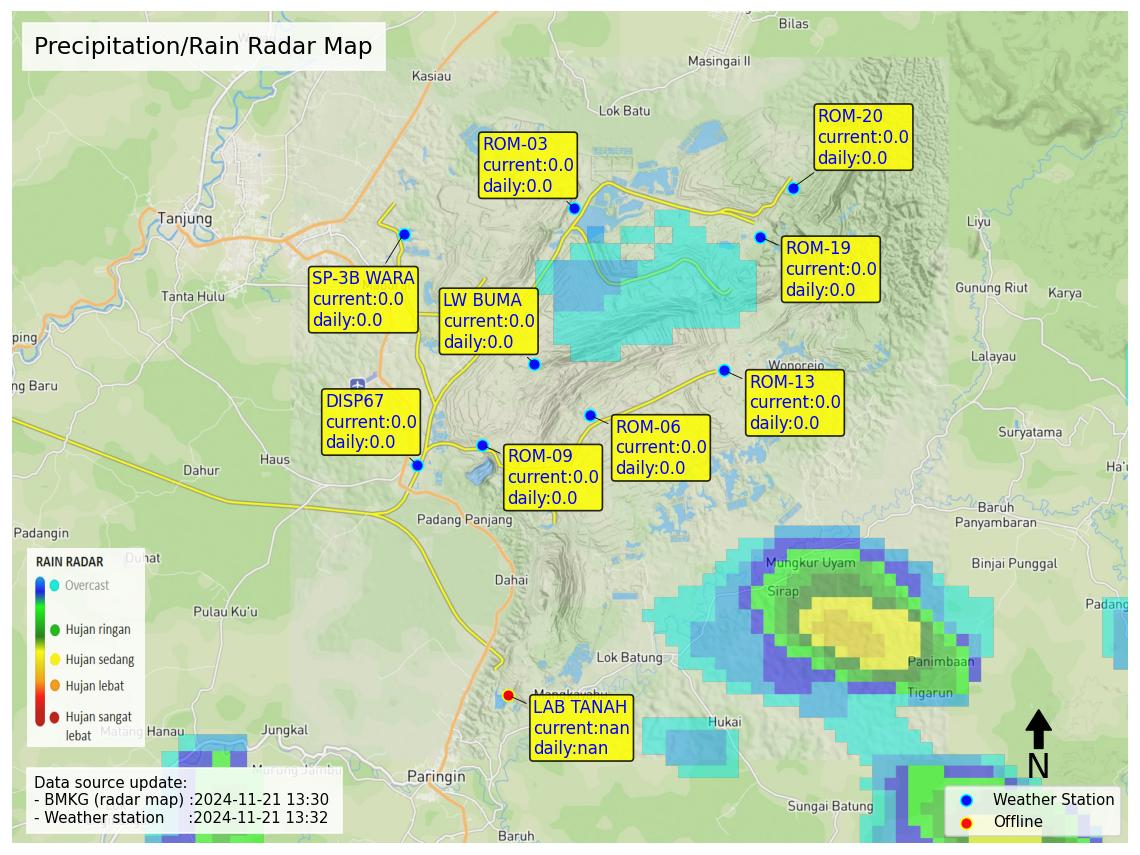 Precipitation/Rain Radar Map
Bilas
Masingai II
Kasiau
Lok Batu
ROM-20
current:0.0
daily:0.0
ROM-03
current:0.0
daily:0.0
Tanjung
Liyu
ROM-19
current:0.0
daily:0.0
SP-3B WARA
current:0.0
daily:0.0
Tanta Hulu
LW BUMA
current:0.0
daily:0.0
Gunung Riut
Karya
ping
Lalayau
Wonorejo
ng Baru
ROM-13
current:0.0
daily:0.0
DISP67
current:0.0
daily:0.0
ROM-06
current:0.0
daily:0.0
Suryatama
Haus
Dahur
ROM-09
current:0.0
daily:0.0
Ha'u
Baruh
Panyambaran
Padang Panjang
Padangin
Duhat
Mungkur Uyam
Binjai Punggal
RAIN RADAR
Overcast
Hujan ringan
Hujan sedang
Hujan lebat
Hujan sangat
lebat
Dahai
Sirap
Pulau Ku'u
Padang
Lok Batung
Panimbaan
Tigarun
Mangkayahu
LAB TANAH
current:nan
daily:nan
Hukai
Matang Hanau
Jungkal
Murung Jambu
Paringin
N
Data source update:
- BMKG (radar map) :2024-11-21 13:30
- Weather station :2024-11-21 13:32
Sungai Batung
Baruh
Weather Station
Offline